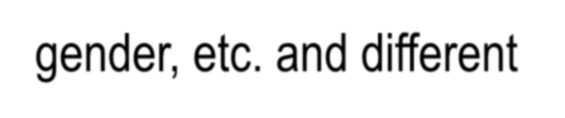 gender, etc. and different